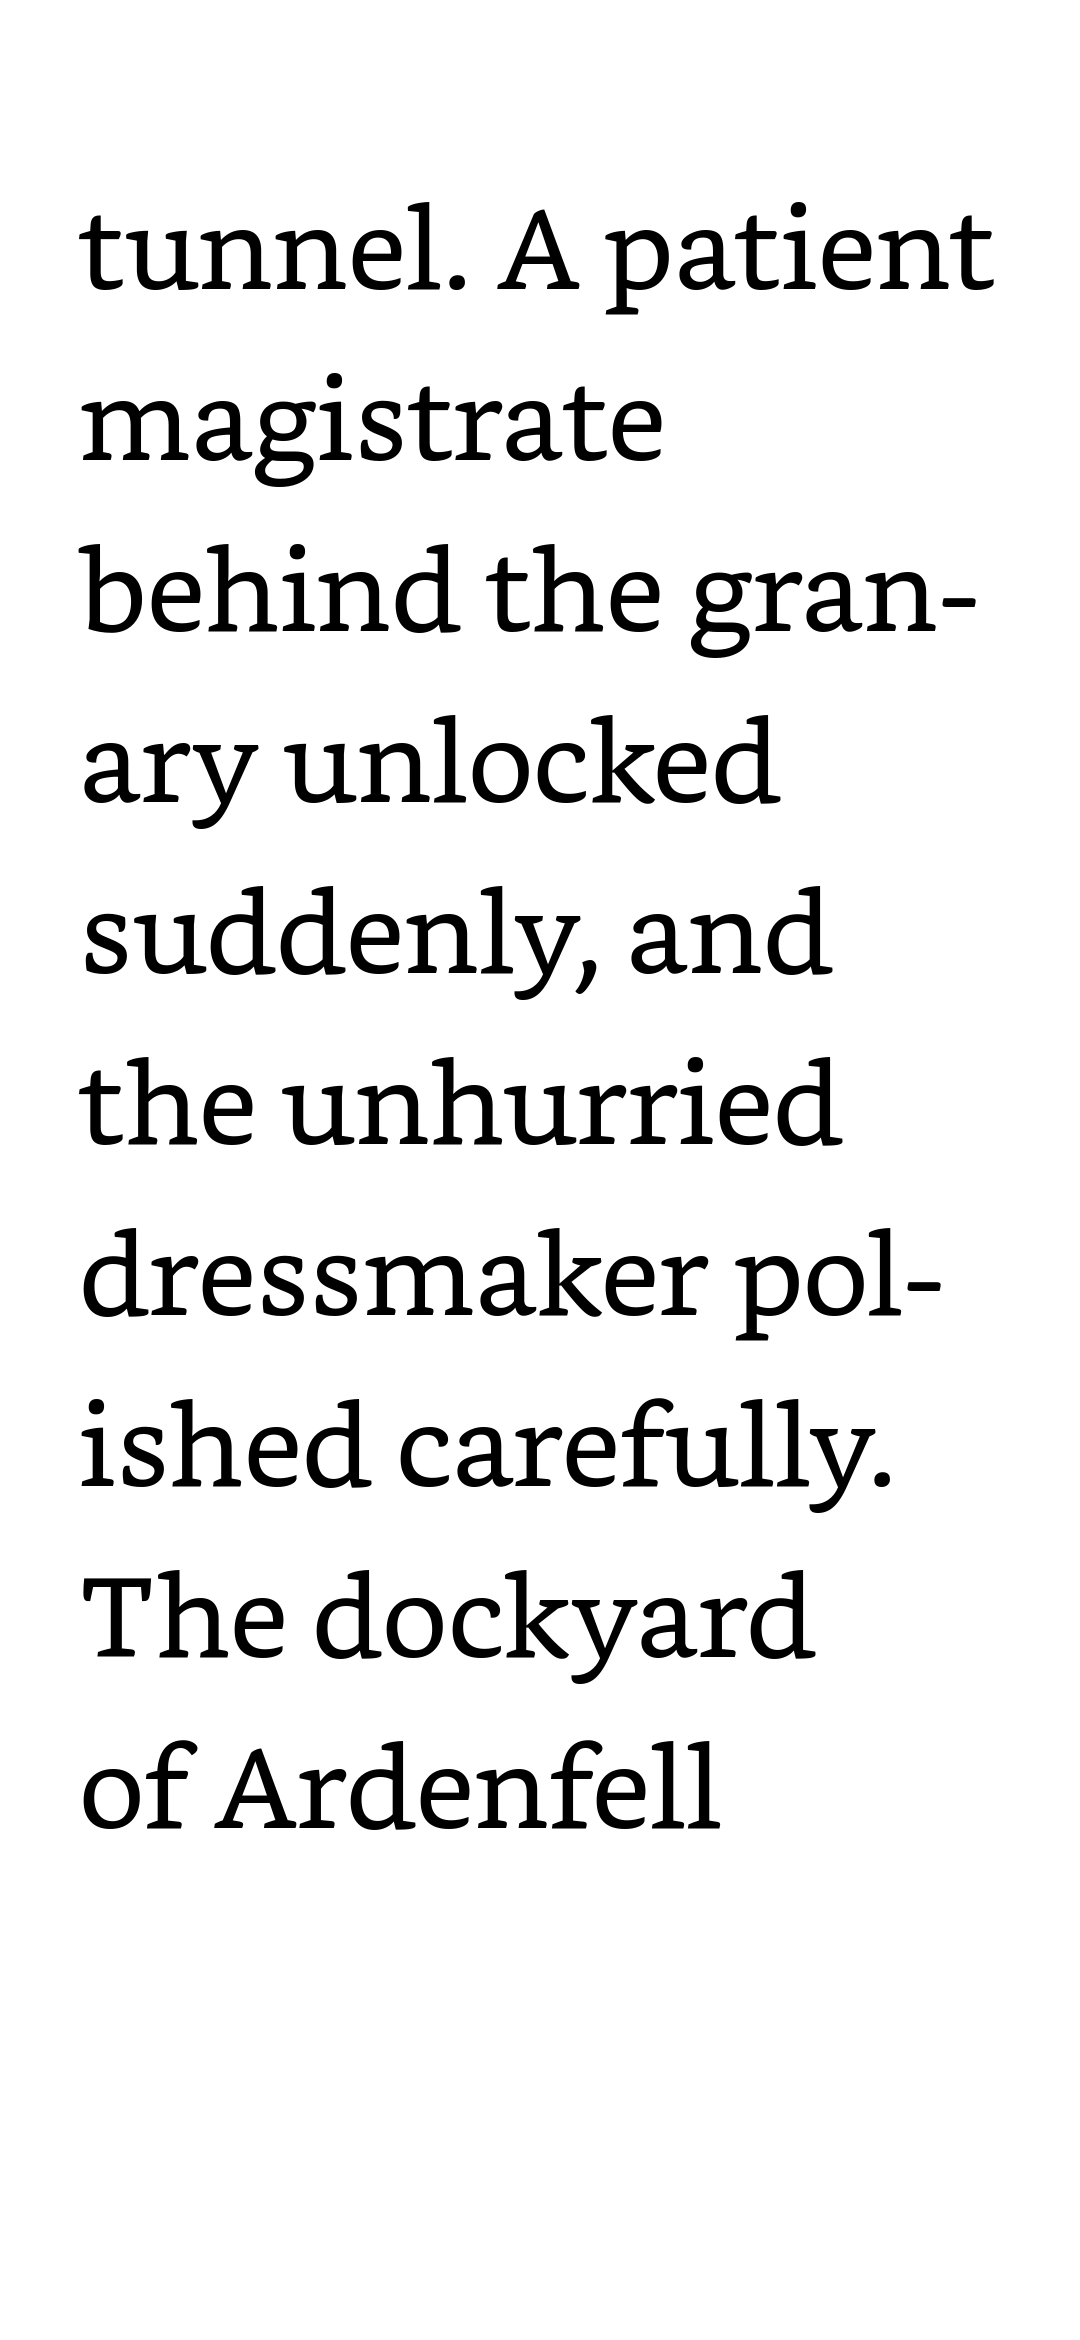 tunnel. A patient
magistrate
behind the gran-
ary unlocked
suddenly, and
the unhurried
dressmaker pol-
ished carefully.
The dockyard
of Ardenfell